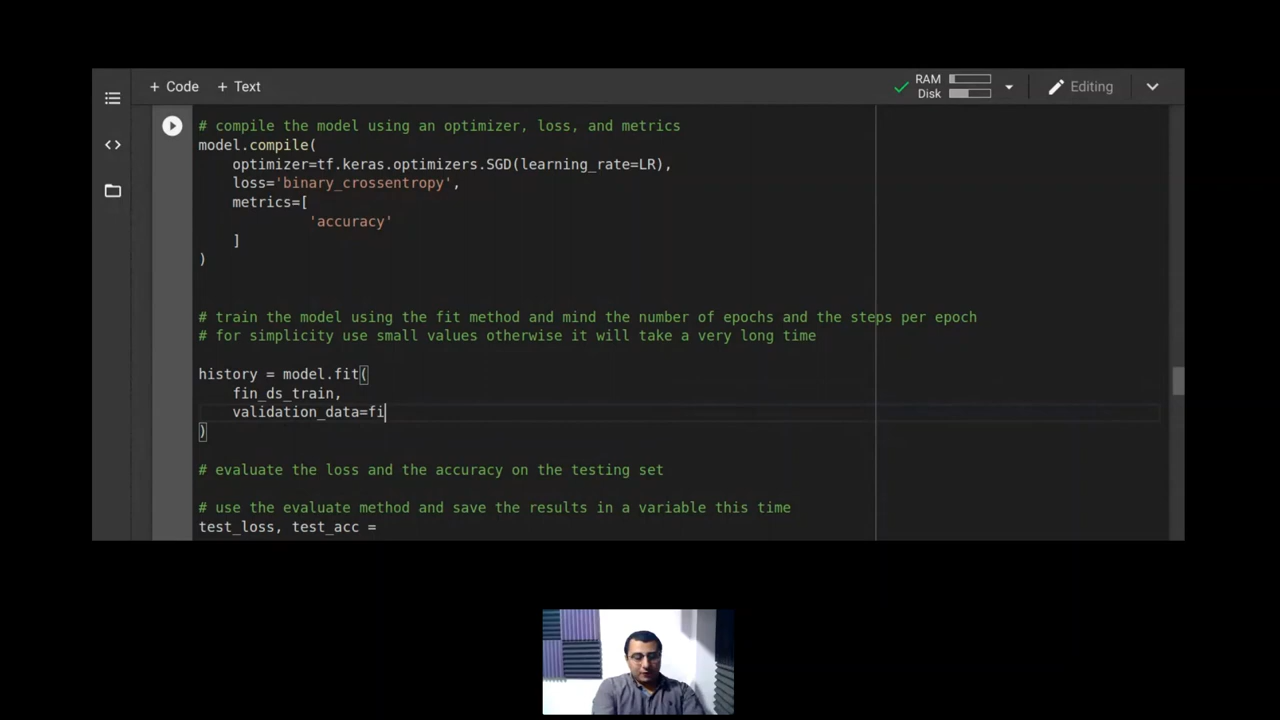 + Code + Text
RAM
Disk
Editing
# compile the model using an optimizer, loss, and metrics
model.compile(
optimizer=tf.keras.optimizers.SGD(learning_rate=LR),
loss='binary_crossentropy',
metrics=[
'accuracy'
]
)
# train the model using the fit method and mind the number of epochs and the steps per epoch
# for simplicity use small values otherwise it will take a very long time
history = model.fit(
fin_ds_train,
validation_data=fi
)
# evaluate the loss and the accuracy on the testing set
# use the evaluate method and save the results in a variable this time
test_loss, test_acc =